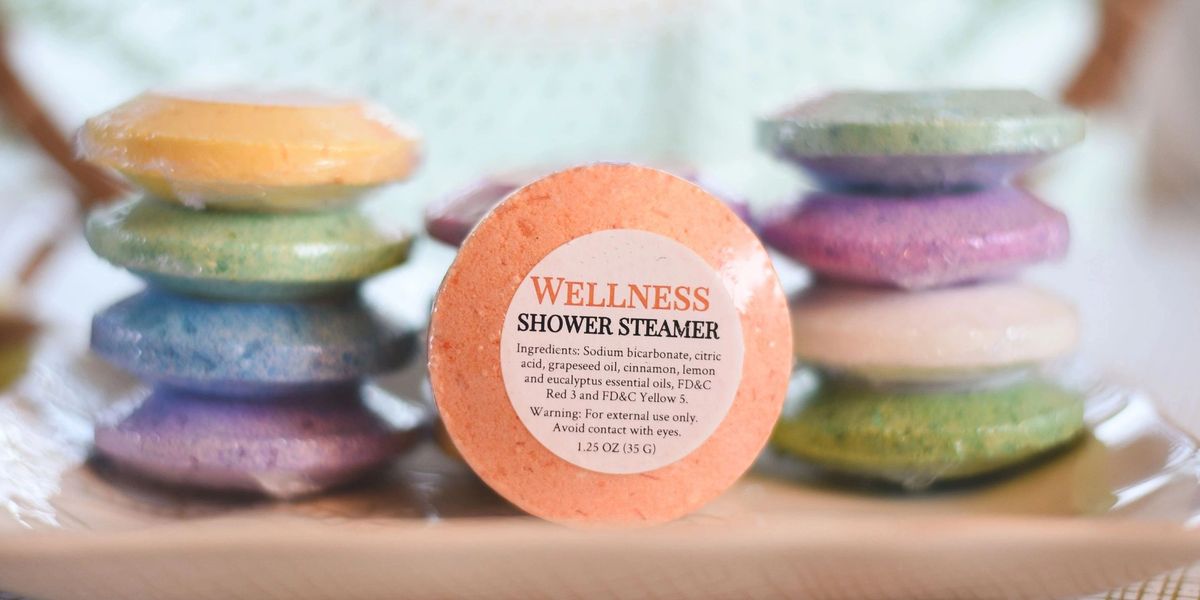 WELLNESS
SHOWER STEAMER
Ingredients: Sodium bicarbonate, citric
acid, grapeseed oil, cinnamon, lemon
and eucalyptus essential oils, FD&C
Red 3 and FD&C Yellow 5.
Warning: For external use only.
Avoid contact with eyes.
1.25 OZ (35 G)